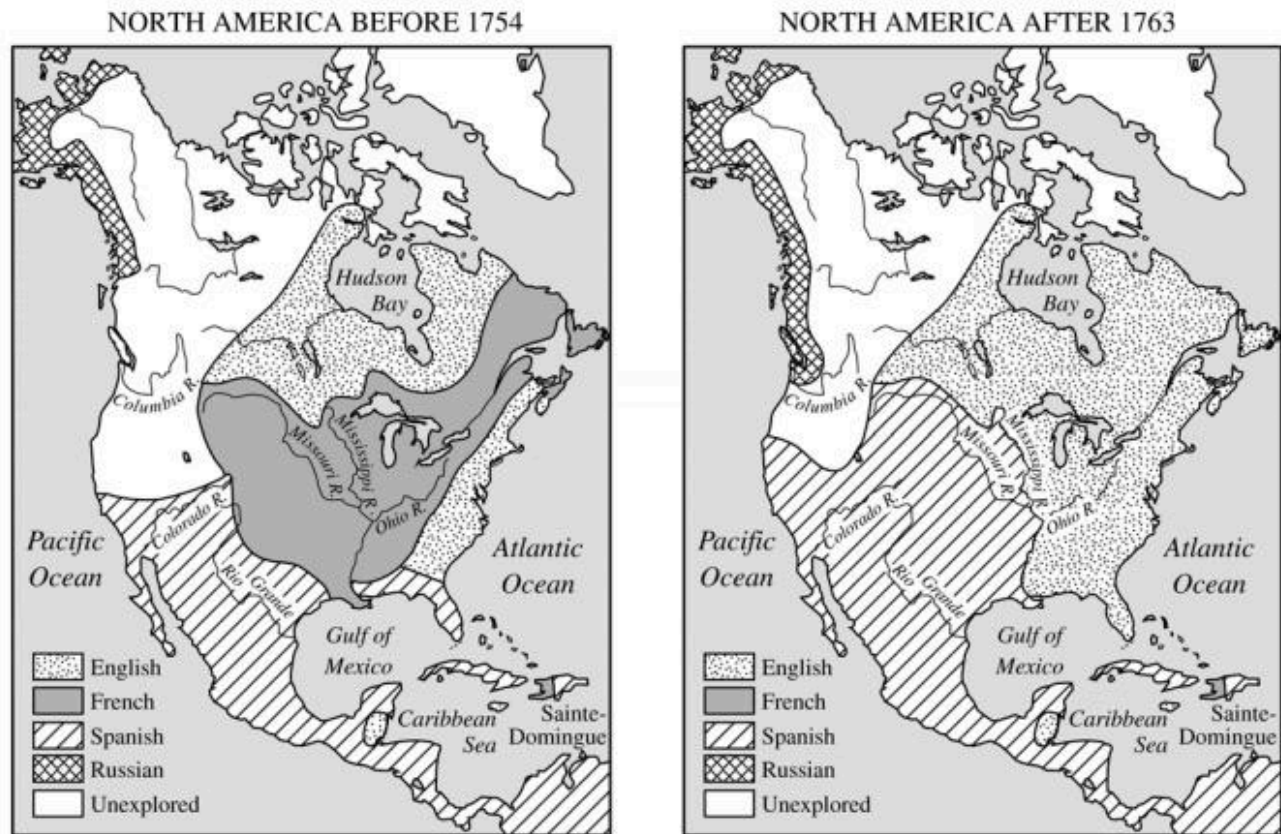 NORTH AMERICA BEFORE 1754
Hudson
Bay
Columbia R.
Missouri R.
Mississippi R.
Ohio R.
Colorado R.
Rio Grande
Pacific
Ocean
Atlantic
Ocean
Gulf of
Mexico
Caribbean
Sea
Sainte-
Domingue
English
French
Spanish
Russian
Unexplored
NORTH AMERICA AFTER 1763
Hudson
Bay
Columbia R.
Missouri R.
Mississippi R.
Ohio R.
Colorado R.
Rio Grande
Pacific
Ocean
Atlantic
Ocean
Gulf of
Mexico
Caribbean
Sea
Sainte-
Domingue
English
French
Spanish
Russian
Unexplored